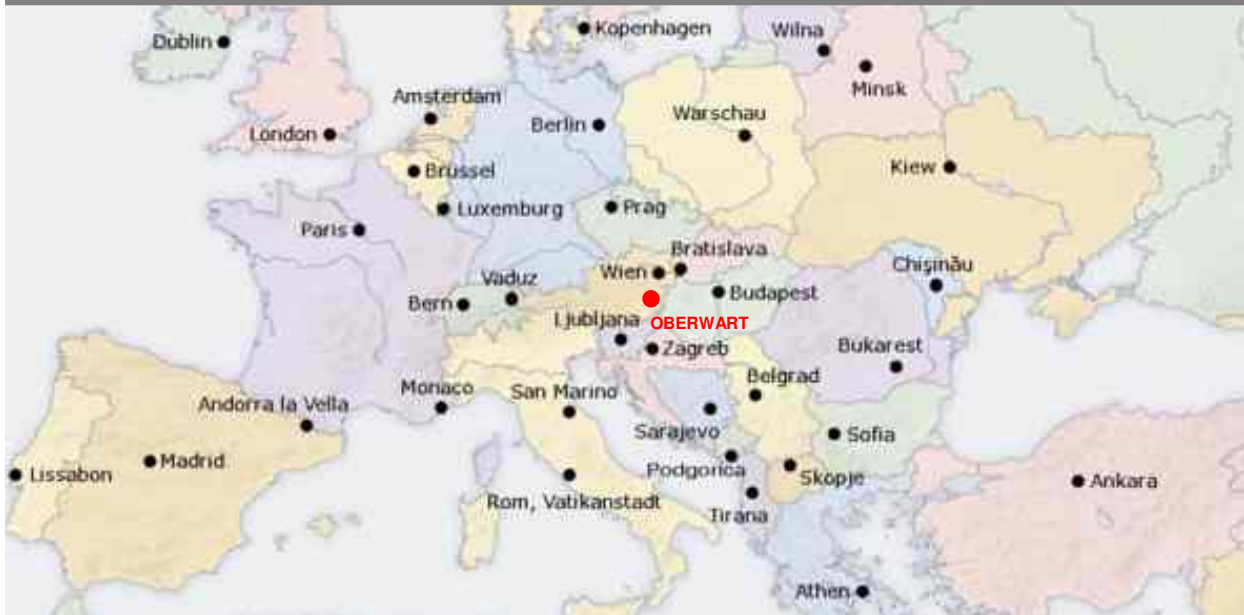 Kopenhagen
Wilna
Dublin
Minsk
Amsterdam
Warschau
Berlin
London
Kiew
Brüssel
Prag
Luxemburg
Paris
Bratislava
Chişinău
Wien
Vaduz
Budapest
Bern
Ljubljana
OBERWART
Zagreb
Bukarest
Belgrad
Monaco
San Marino
Andorra la Vella
Sarajevo
Sofia
Madrid
Podgorica
Lissabon
Skopje
Ankara
Rom, Vatikanstadt
Tirana
Athen